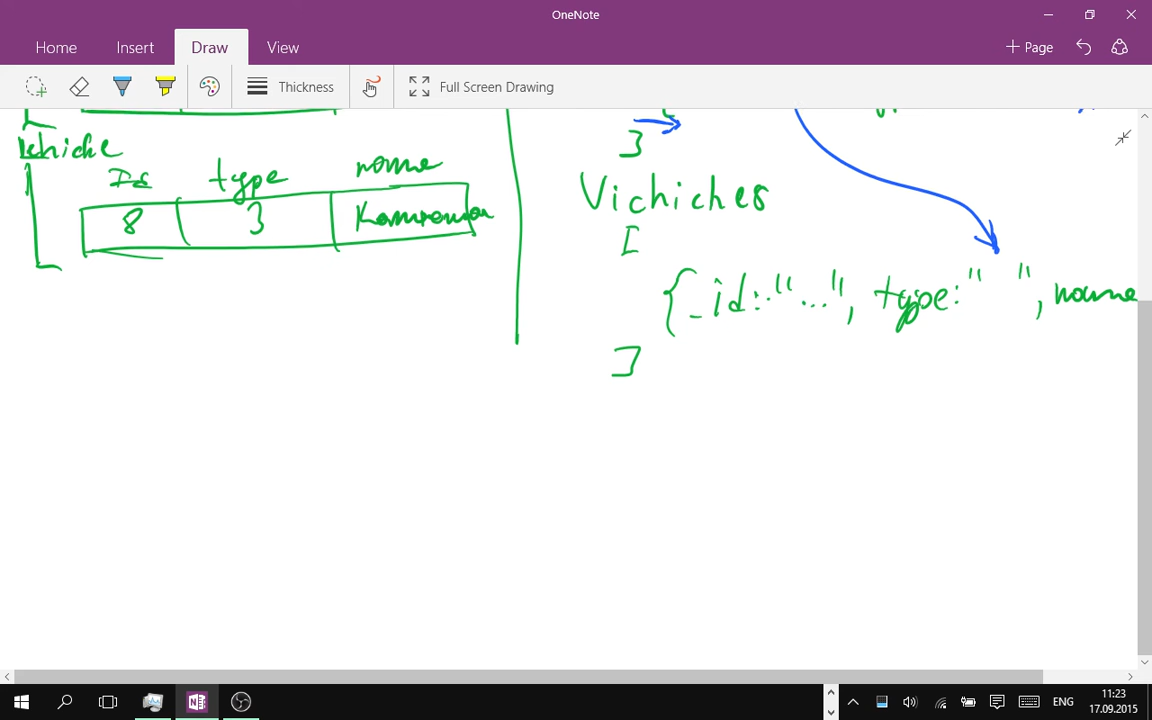 OneNote
Home Insert Draw View Page
Thickness Full Screen Drawing
Id type name
8 3
]
Vichiches
[
{_id:"...", type:" ", name
]
ENG 11:23
17.09.2015